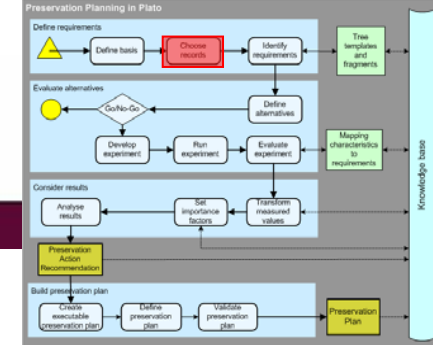 Preservation Planning in Plato
Define requirements
Define basis
Choose
records
Identify
requirements
Tree
templates
and
fragments
Evaluate alternatives
Go/No-Go
Define
alternatives
Develop
experiment
Run
experiment
Evaluate
experiment
Mapping
characteristics
to
requirements
Knowledge base
Consider results
Analyse
results
Set
importance
factors
Transform
measured
values
Preservation
Action
Recommendation
Build preservation plan
Create
executable
preservation plan
Define
preservation
plan
Validate
preservation
plan
Preservation
Plan